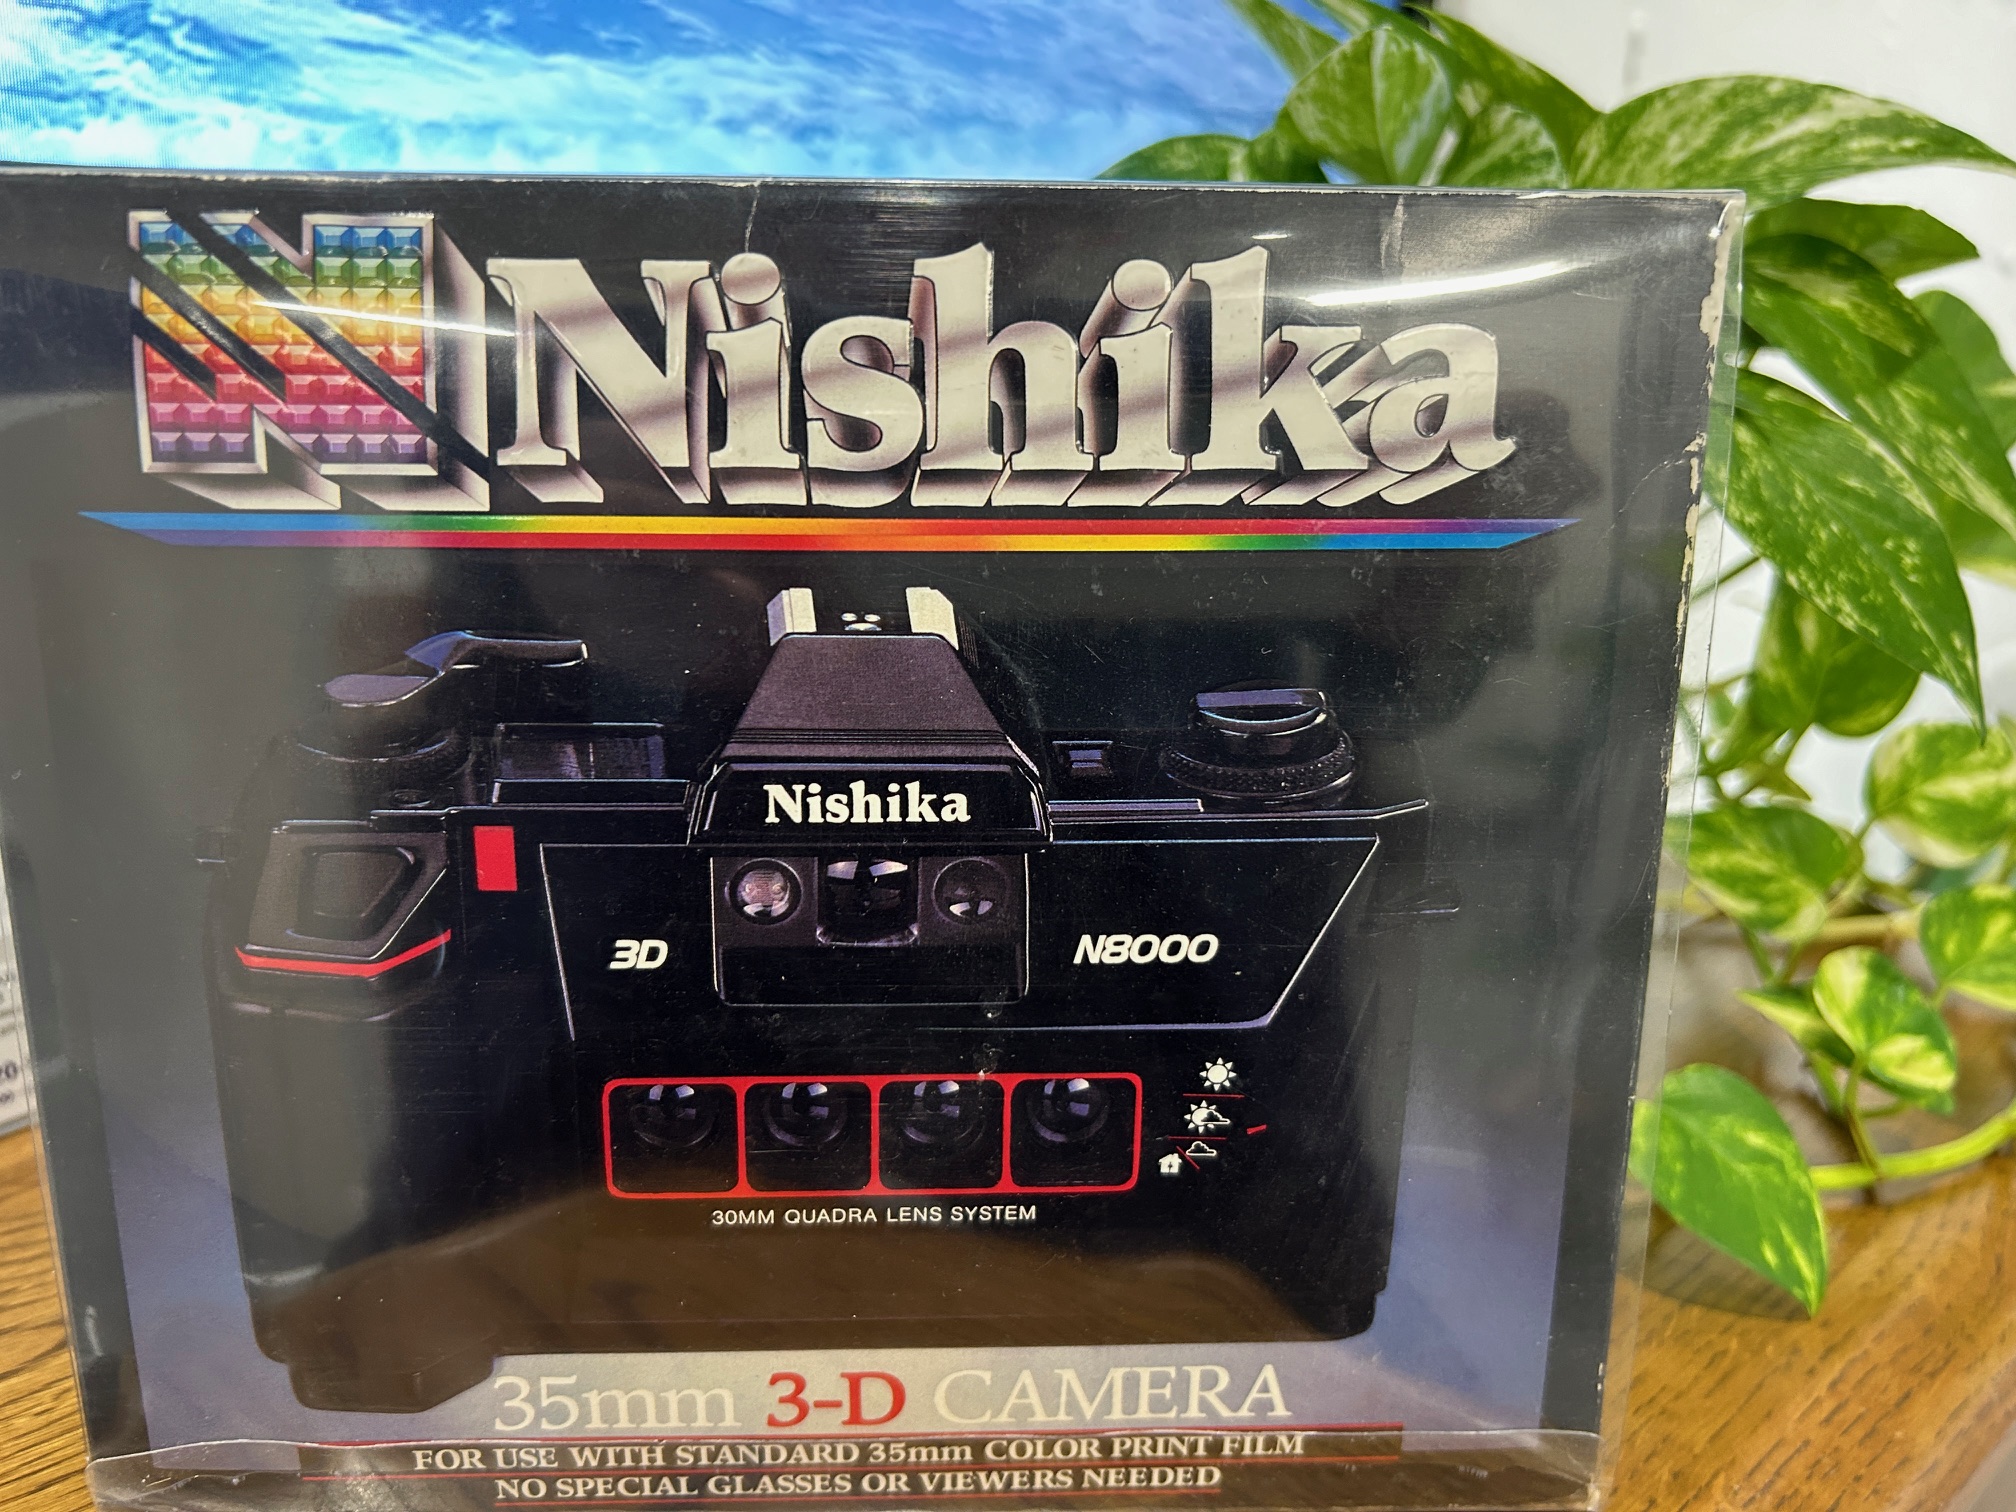 Nishika
Nishika
3D
N8000
30MM QUADRA LENS SYSTEM
35mm 3-D CAMERA
FOR USE WITH STANDARD 35mm COLOR PRINT FILM
NO SPECIAL GLASSES OR VIEWERS NEEDED